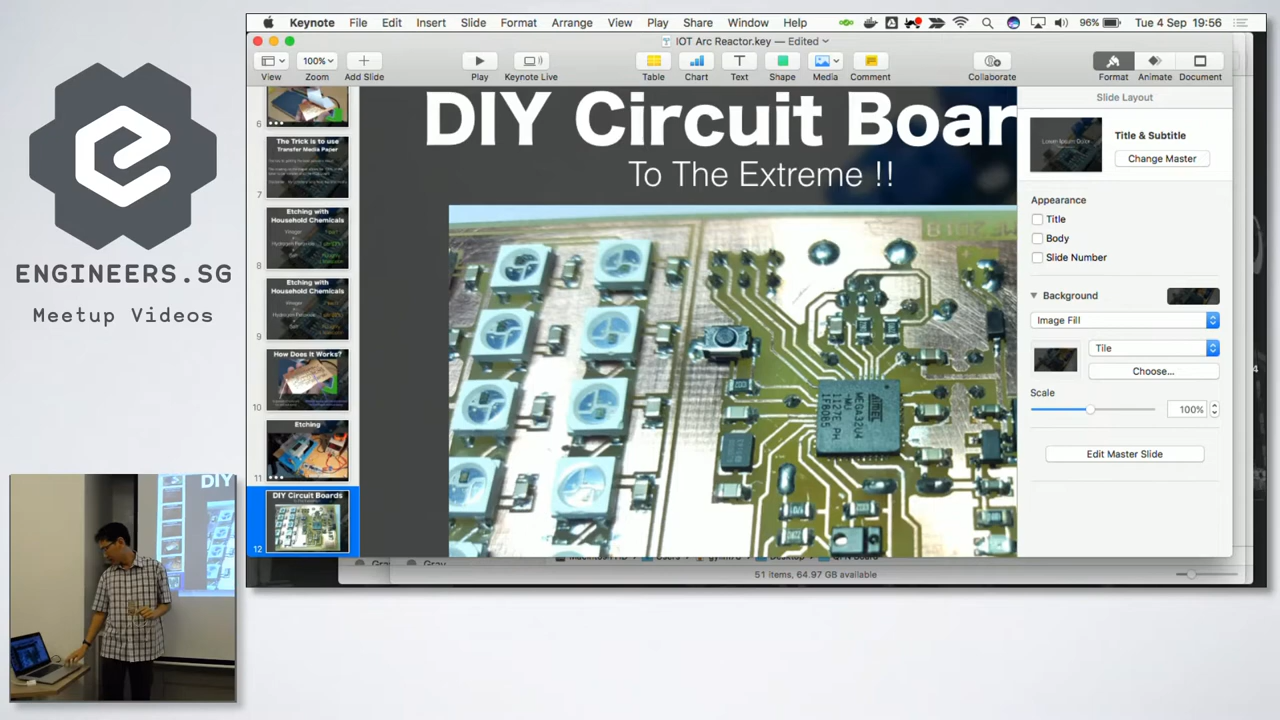 Keynote File Edit Insert Slide Format Arrange View Play Share Window Help 96% Tue 4 Sep 19:56
IOT Arc Reactor.key — Edited
100%
View Zoom Add Slide Play Keynote Live Table Chart Text Shape Media Comment Collaborate Format Animate Document
Slide Layout
Title & Subtitle
Change Master
Appearance
Title
Body
Slide Number
Background
Image Fill
Tile
Choose...
Scale
100%
Edit Master Slide
6
The Trick is to use
Transfer Media Paper
7
Etching with
Household Chemicals
8
Etching with
Household Chemicals
9
How Does It Works?
10
Etching
11
DIY Circuit Boards
12
DIY Circuit Boar
To The Extreme !!
ATMEL
MEGA32U4
-MU
1127E PH
1F8085
51 items, 64.97 GB available
ENGINEERS.SG
Meetup Videos
DIY